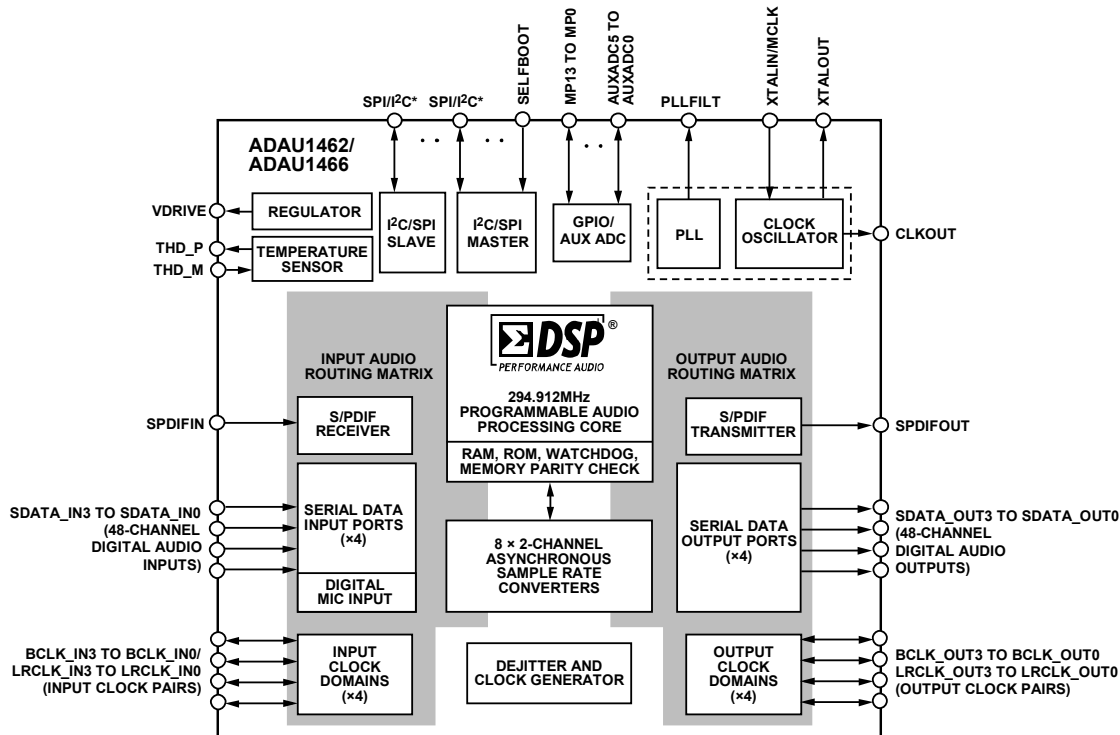 SPI/I²C*
SPI/I²C*
SELFBOOT
MP13 TO MP0
AUXADC5 TO
AUXADC0
PLLFILT
XTALIN/MCLK
XTALOUT
ADAU1462/
ADAU1466
VDRIVE
REGULATOR
THD_P
THD_M
TEMPERATURE
SENSOR
I²C/SPI
SLAVE
I²C/SPI
MASTER
GPIO/
AUX ADC
PLL
CLOCK
OSCILLATOR
CLKOUT
INPUT AUDIO
ROUTING MATRIX
DSP®
PERFORMANCE AUDIO
294.912MHz
PROGRAMMABLE AUDIO
PROCESSING CORE
RAM, ROM, WATCHDOG,
MEMORY PARITY CHECK
OUTPUT AUDIO
ROUTING MATRIX
SPDIFIN
S/PDIF
RECEIVER
S/PDIF
TRANSMITTER
SPDIFOUT
SDATA_IN3 TO SDATA_IN0
(48-CHANNEL
DIGITAL AUDIO
INPUTS)
SERIAL DATA
INPUT PORTS
(×4)
DIGITAL
MIC INPUT
8 × 2-CHANNEL
ASYNCHRONOUS
SAMPLE RATE
CONVERTERS
SERIAL DATA
OUTPUT PORTS
(×4)
SDATA_OUT3 TO SDATA_OUT0
(48-CHANNEL
DIGITAL AUDIO
OUTPUTS)
BCLK_IN3 TO BCLK_IN0/
LRCLK_IN3 TO LRCLK_IN0
(INPUT CLOCK PAIRS)
INPUT
CLOCK
DOMAINS
(×4)
DEJITTER AND
CLOCK GENERATOR
OUTPUT
CLOCK
DOMAINS
(×4)
BCLK_OUT3 TO BCLK_OUT0
LRCLK_OUT3 TO LRCLK_OUT0
(OUTPUT CLOCK PAIRS)